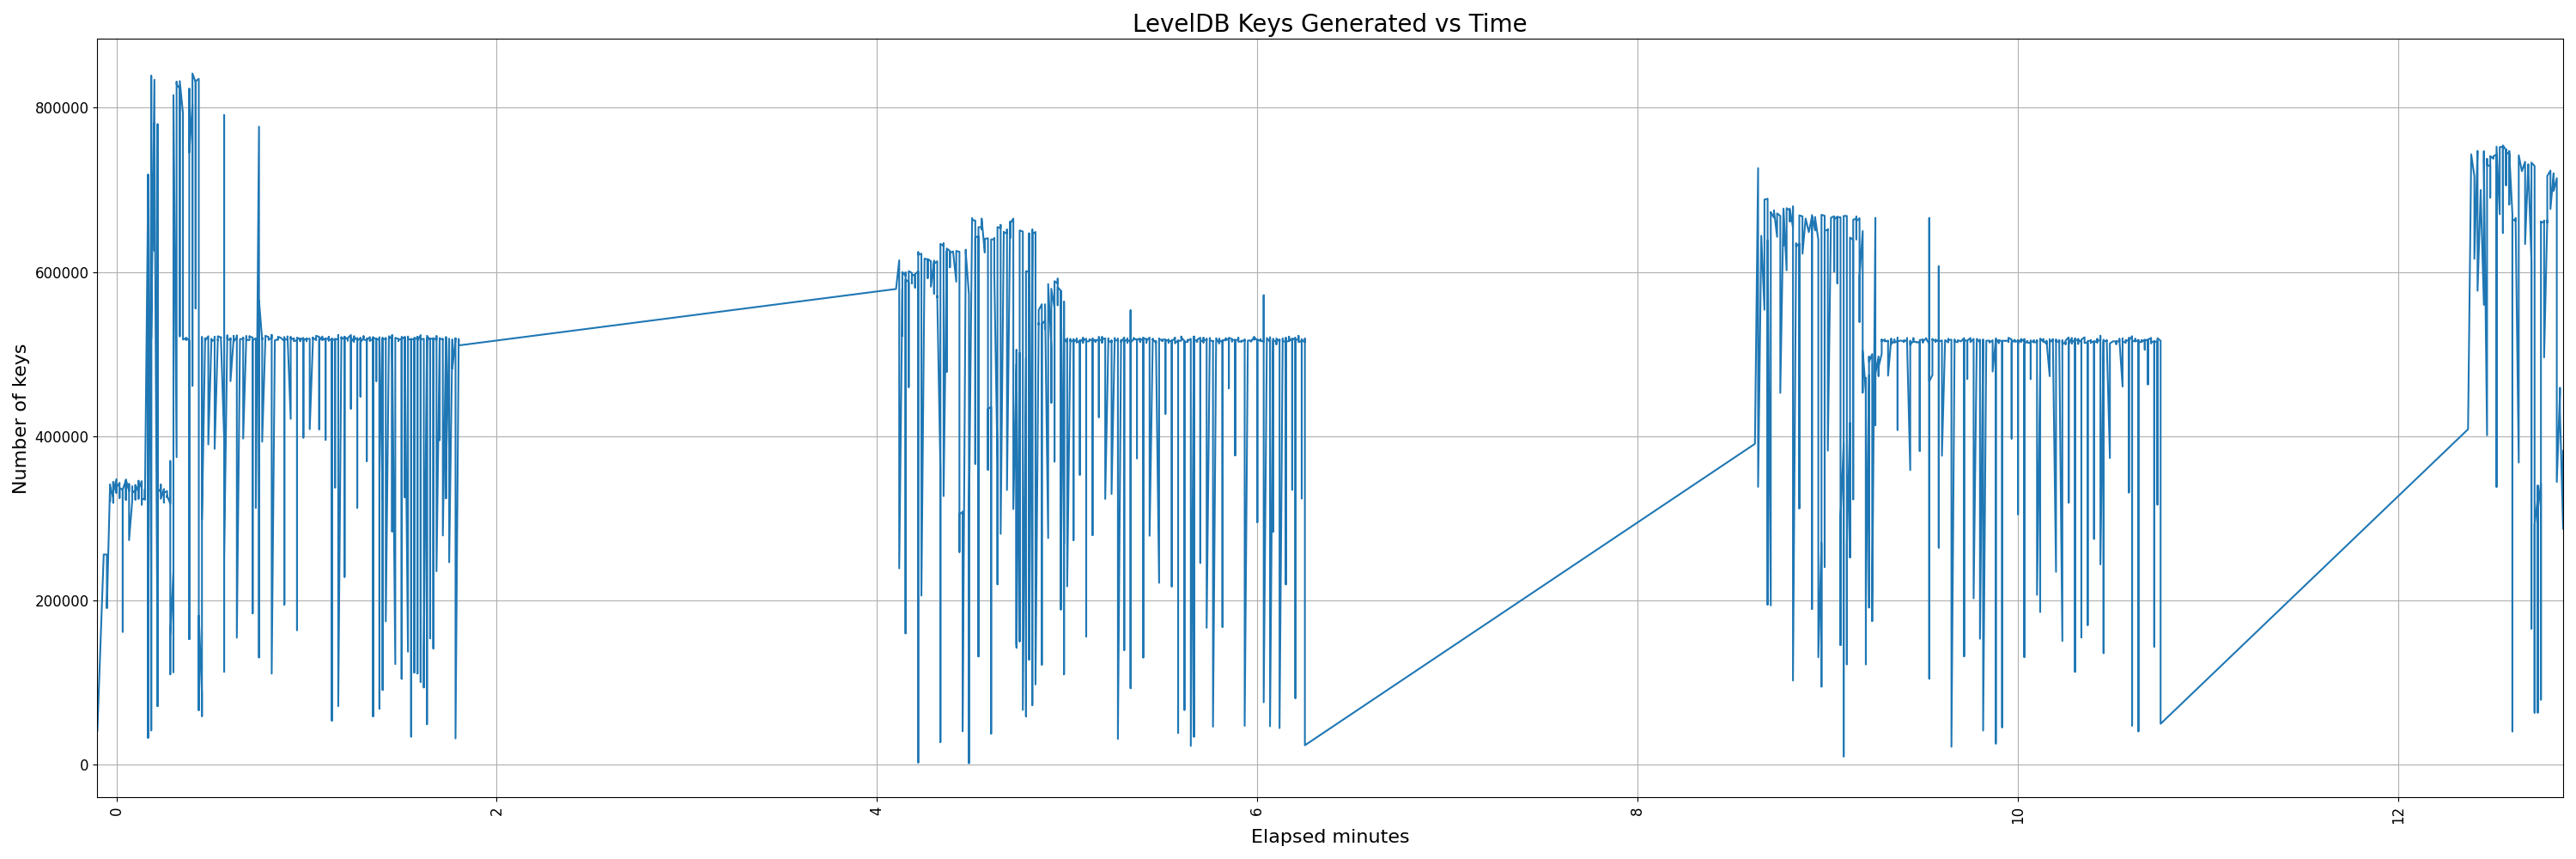 LevelDB Keys Generated vs Time
Number of keys
800000
600000
400000
200000
0
0 2 4 6 8 10 12
Elapsed minutes